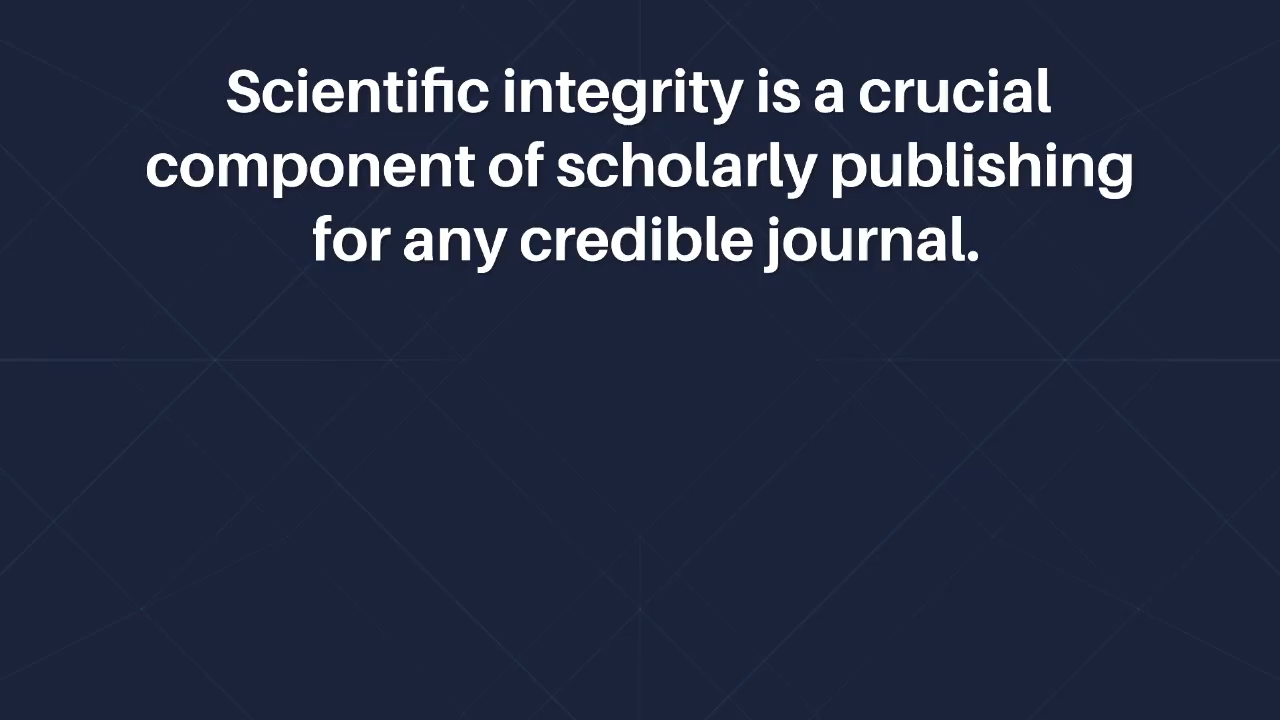 Scientific integrity is a crucial
component of scholarly publishing
for any credible journal.